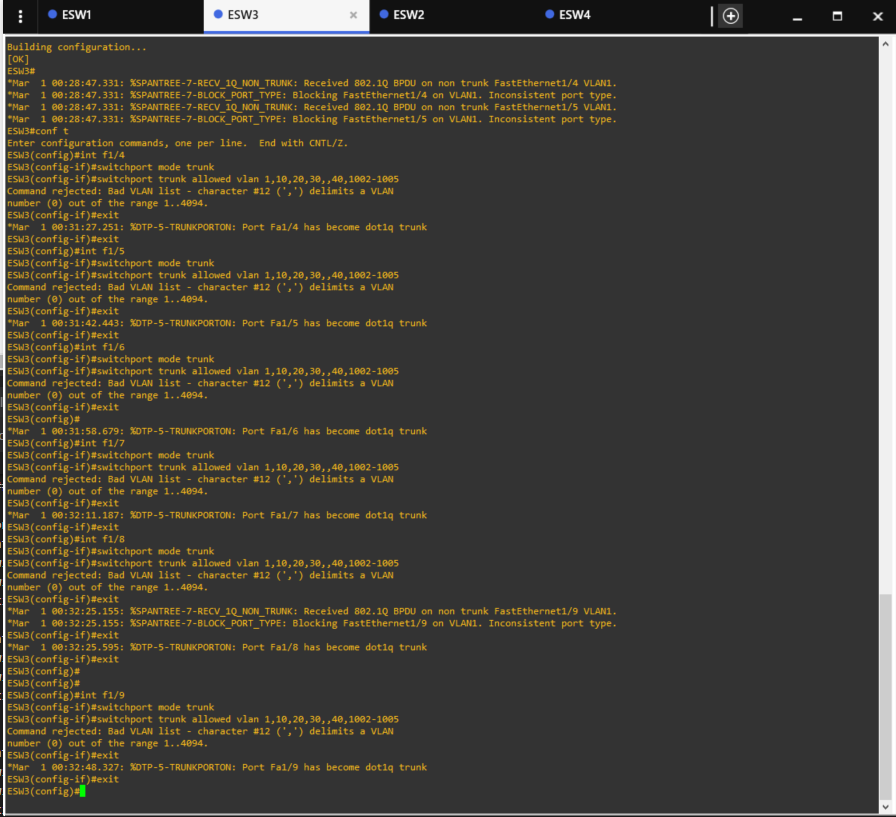 ESW1 ESW3 × ESW2 ESW4
Building configuration...
[OK]
ESW3#
*Mar  1 00:28:47.331: %SPANTREE-7-RECV_1Q_NON_TRUNK: Received 802.1Q BPDU on non trunk FastEthernet1/4 VLAN1.
*Mar  1 00:28:47.331: %SPANTREE-7-BLOCK_PORT_TYPE: Blocking FastEthernet1/4 on VLAN1. Inconsistent port type.
*Mar  1 00:28:47.331: %SPANTREE-7-RECV_1Q_NON_TRUNK: Received 802.1Q BPDU on non trunk FastEthernet1/5 VLAN1.
*Mar  1 00:28:47.331: %SPANTREE-7-BLOCK_PORT_TYPE: Blocking FastEthernet1/5 on VLAN1. Inconsistent port type.
ESW3#conf t
Enter configuration commands, one per line.  End with CNTL/Z.
ESW3(config)#int f1/4
ESW3(config-if)#switchport mode trunk
ESW3(config-if)#switchport trunk allowed vlan 1,10,20,30,,40,1002-1005
Command rejected: Bad VLAN list - character #12 (',') delimits a VLAN
number (0) out of the range 1..4094.
ESW3(config-if)#exit
*Mar  1 00:31:27.251: %DTP-5-TRUNKPORTON: Port Fa1/4 has become dot1q trunk
ESW3(config-if)#exit
ESW3(config)#int f1/5
ESW3(config-if)#switchport mode trunk
ESW3(config-if)#switchport trunk allowed vlan 1,10,20,30,,40,1002-1005
Command rejected: Bad VLAN list - character #12 (',') delimits a VLAN
number (0) out of the range 1..4094.
ESW3(config-if)#exit
*Mar  1 00:31:42.443: %DTP-5-TRUNKPORTON: Port Fa1/5 has become dot1q trunk
ESW3(config-if)#exit
ESW3(config)#int f1/6
ESW3(config-if)#switchport mode trunk
ESW3(config-if)#switchport trunk allowed vlan 1,10,20,30,,40,1002-1005
Command rejected: Bad VLAN list - character #12 (',') delimits a VLAN
number (0) out of the range 1..4094.
ESW3(config-if)#exit
ESW3(config)#
*Mar  1 00:31:58.679: %DTP-5-TRUNKPORTON: Port Fa1/6 has become dot1q trunk
ESW3(config)#int f1/7
ESW3(config-if)#switchport mode trunk
ESW3(config-if)#switchport trunk allowed vlan 1,10,20,30,,40,1002-1005
Command rejected: Bad VLAN list - character #12 (',') delimits a VLAN
number (0) out of the range 1..4094.
ESW3(config-if)#exit
*Mar  1 00:32:11.187: %DTP-5-TRUNKPORTON: Port Fa1/7 has become dot1q trunk
ESW3(config-if)#exit
ESW3(config)#int f1/8
ESW3(config-if)#switchport mode trunk
ESW3(config-if)#switchport trunk allowed vlan 1,10,20,30,,40,1002-1005
Command rejected: Bad VLAN list - character #12 (',') delimits a VLAN
number (0) out of the range 1..4094.
ESW3(config-if)#exit
*Mar  1 00:32:25.155: %SPANTREE-7-RECV_1Q_NON_TRUNK: Received 802.1Q BPDU on non trunk FastEthernet1/9 VLAN1.
*Mar  1 00:32:25.155: %SPANTREE-7-BLOCK_PORT_TYPE: Blocking FastEthernet1/9 on VLAN1. Inconsistent port type.
ESW3(config-if)#exit
*Mar  1 00:32:25.595: %DTP-5-TRUNKPORTON: Port Fa1/8 has become dot1q trunk
ESW3(config-if)#exit
ESW3(config)#
ESW3(config)#
ESW3(config)#int f1/9
ESW3(config-if)#switchport mode trunk
ESW3(config-if)#switchport trunk allowed vlan 1,10,20,30,,40,1002-1005
Command rejected: Bad VLAN list - character #12 (',') delimits a VLAN
number (0) out of the range 1..4094.
ESW3(config-if)#exit
*Mar  1 00:32:48.327: %DTP-5-TRUNKPORTON: Port Fa1/9 has become dot1q trunk
ESW3(config-if)#exit
ESW3(config)#